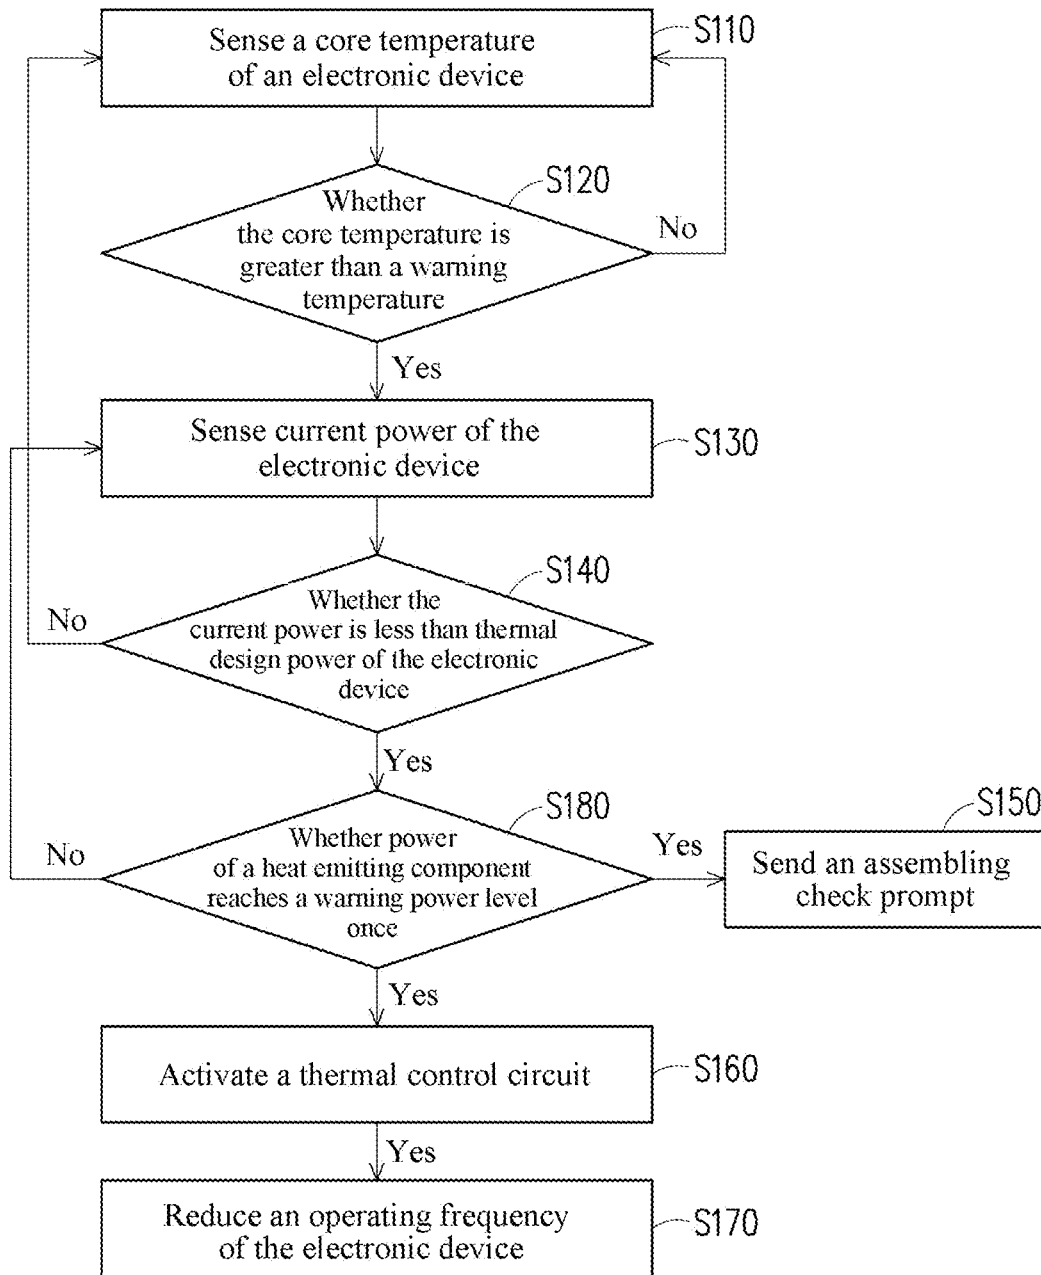 Sense a core temperature
of an electronic device
S110
Whether
the core temperature is
greater than a warning
temperature
S120
No
Yes
Sense current power of the
electronic device
S130
Whether the
current power is less than thermal
design power of the electronic
device
S140
No
Yes
Whether power
of a heat emitting component
reaches a warning power level
once
S180
No
Yes
Send an assembling
check prompt
S150
Yes
Activate a thermal control circuit
S160
Yes
Reduce an operating frequency
of the electronic device
S170